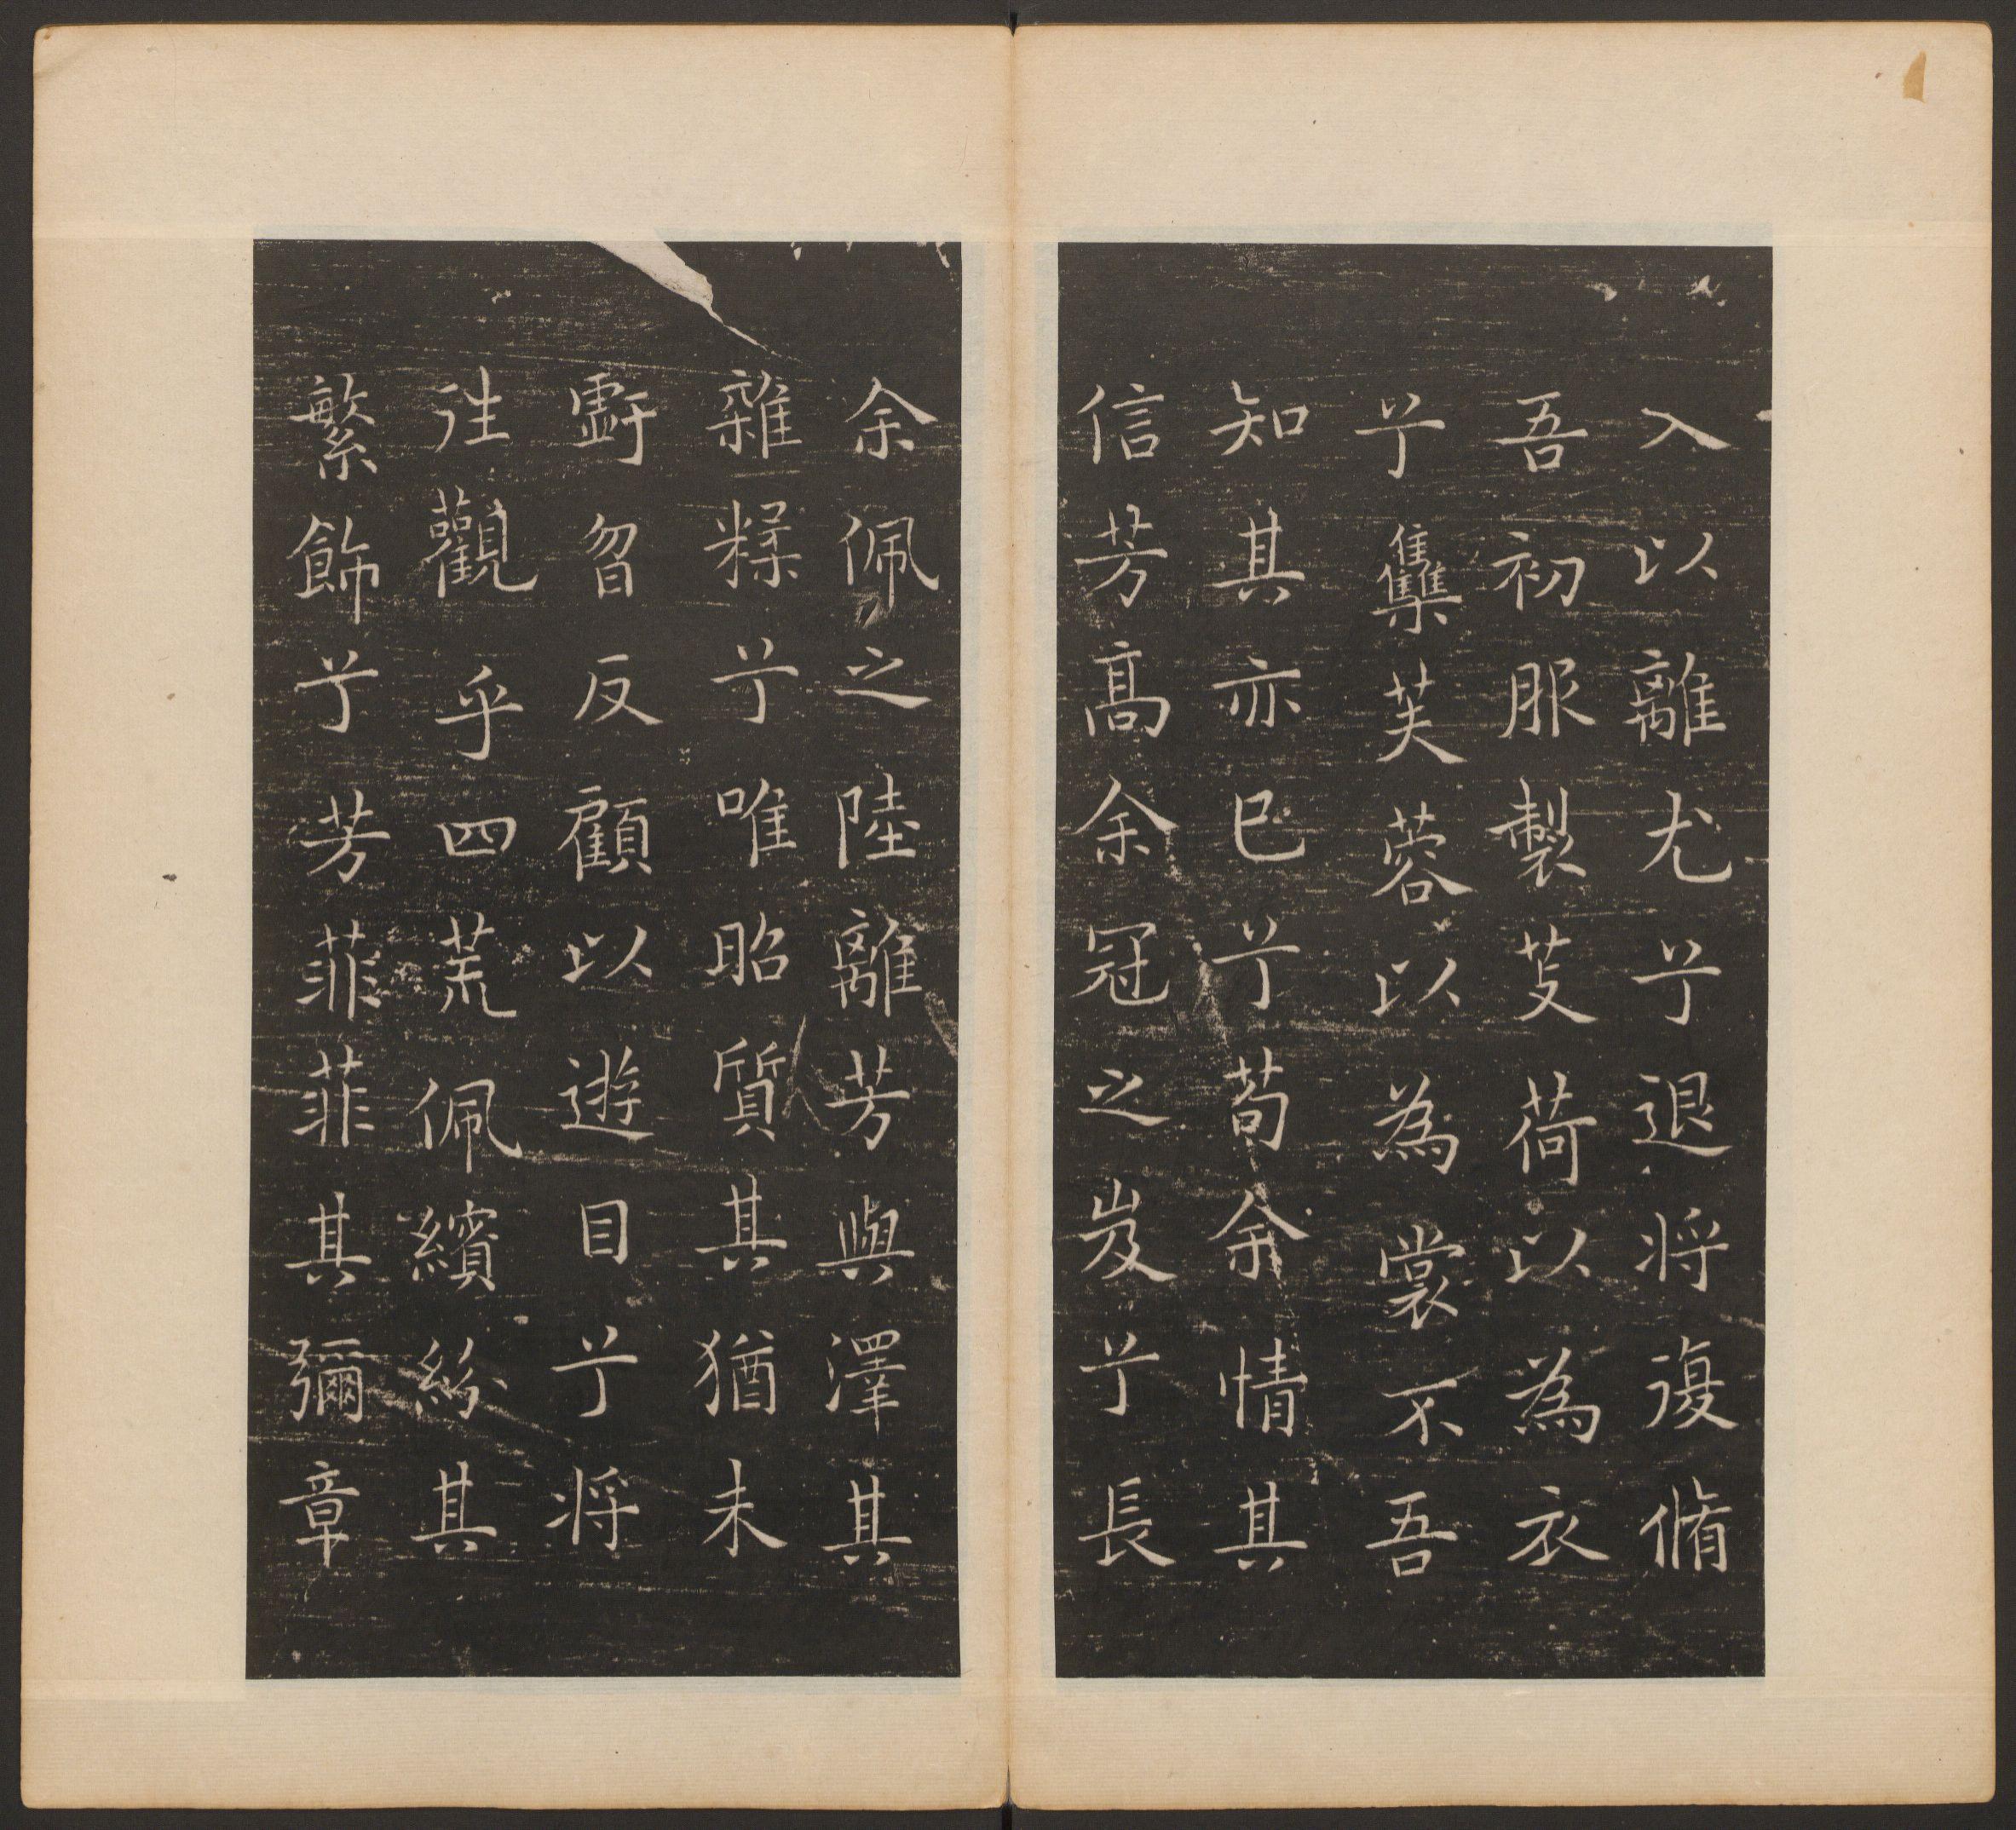 入以離尤兮退将復脩
吾初服製芰荷以為衣
兮雧芙蓉以為裳不吾
知其亦已兮苟余情其
信芳高余冠之岌兮長
余佩之陸離芳與澤其
雜糅兮唯昭質其猶未
虧曶反顧以遊目兮将
往觀乎四荒佩繽紛其
繁飾兮芳菲菲其彌章